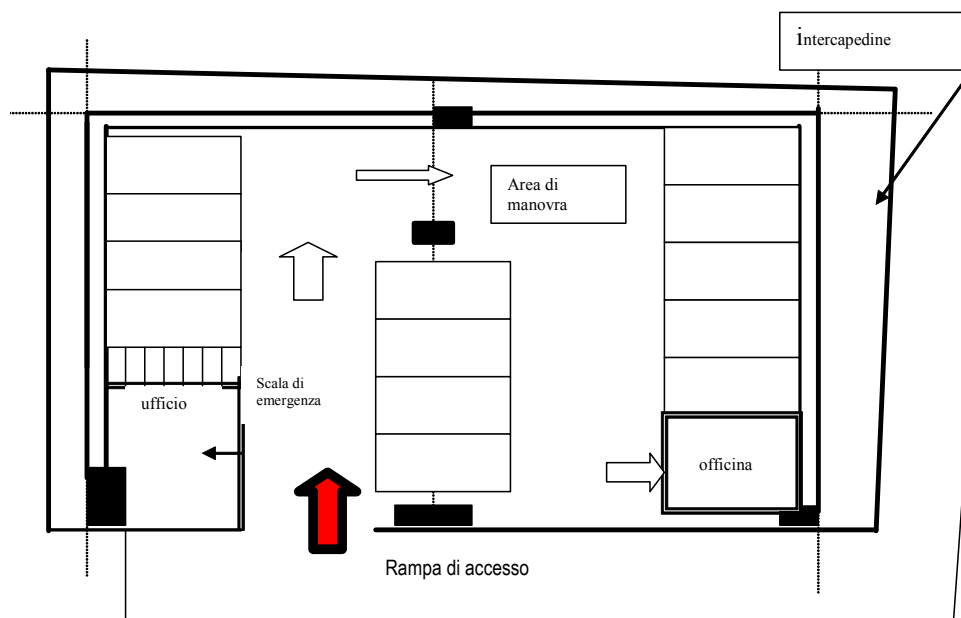 intercapedine
Area di
manovra
Scala di
emergenza
ufficio
officina
Rampa di accesso